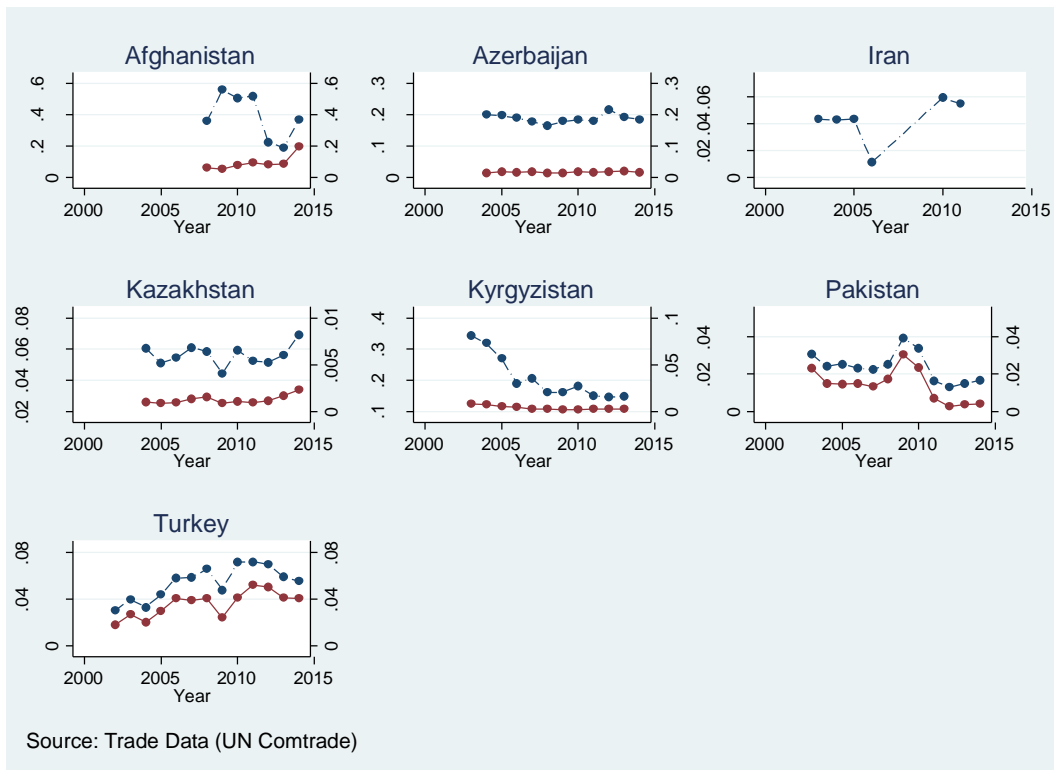 Afghanistan
0 .2 .4 .6
0 .2 .4 .6
2000 2005 2010 2015
Year
Azerbaijan
0 .1 .2 .3
0 .1 .2 .3
2000 2005 2010 2015
Year
Iran
0 .02 .04 .06
2000 2005 2010 2015
Year
Kazakhstan
.02 .04 .06 .08
0 .005 .01
2000 2005 2010 2015
Year
Kyrgyzistan
.1 .2 .3 .4
0 .05 .1
2000 2005 2010 2015
Year
Pakistan
0 .02 .04
0 .02 .04
2000 2005 2010 2015
Year
Turkey
0 .04 .08
0 .04 .08
2000 2005 2010 2015
Year
Source: Trade Data (UN Comtrade)